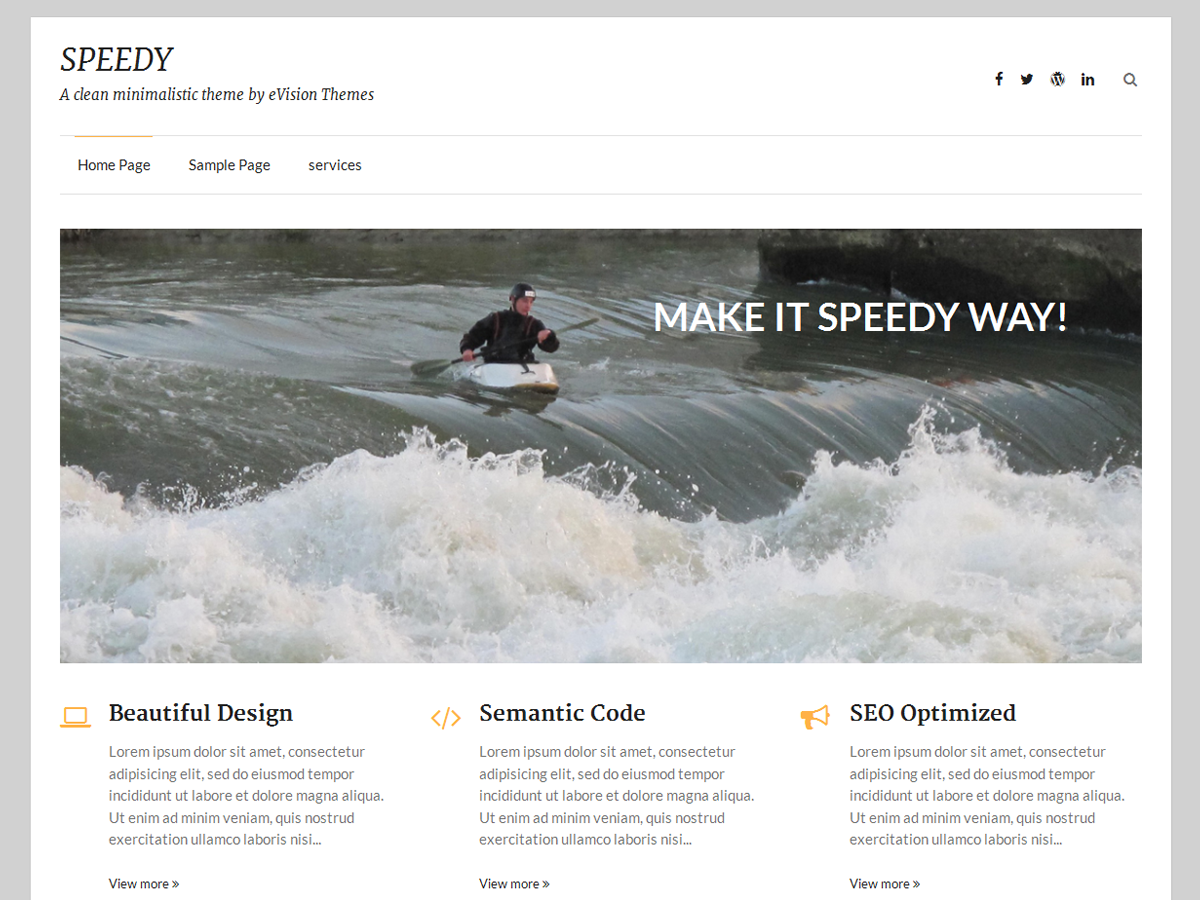 SPEEDY
A clean minimalistic theme by eVision Themes
Home Page
Sample Page
services
MAKE IT SPEEDY WAY!
Beautiful Design
Lorem ipsum dolor sit amet, consectetur
adipisicing elit, sed do eiusmod tempor
incididunt ut labore et dolore magna aliqua.
Ut enim ad minim veniam, quis nostrud
exercitation ullamco laboris nisi...
View more »
Semantic Code
Lorem ipsum dolor sit amet, consectetur
adipisicing elit, sed do eiusmod tempor
incididunt ut labore et dolore magna aliqua.
Ut enim ad minim veniam, quis nostrud
exercitation ullamco laboris nisi...
View more »
SEO Optimized
Lorem ipsum dolor sit amet, consectetur
adipisicing elit, sed do eiusmod tempor
incididunt ut labore et dolore magna aliqua.
Ut enim ad minim veniam, quis nostrud
exercitation ullamco laboris nisi...
View more »